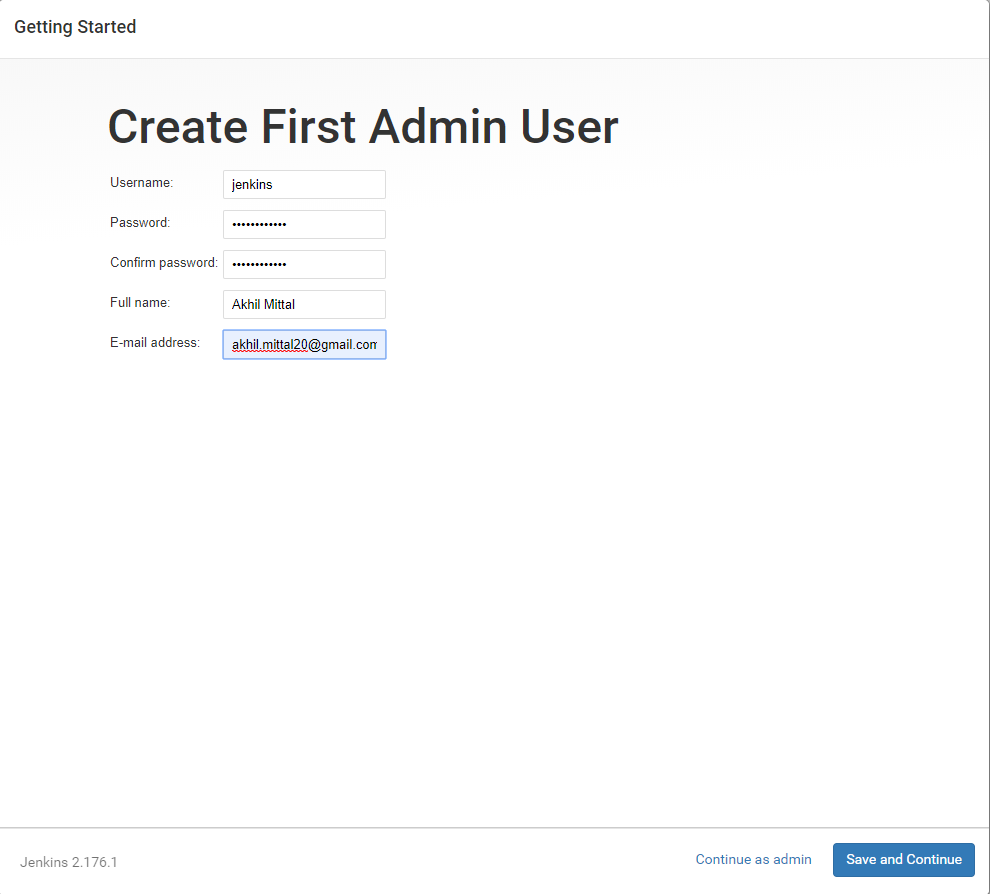 Getting Started
Create First Admin User
Username: jenkins
Password: ••••••••••••
Confirm password: ••••••••••••
Full name: Akhil Mittal
E-mail address: akhil.mittal20@gmail.com
Jenkins 2.176.1 Continue as admin Save and Continue